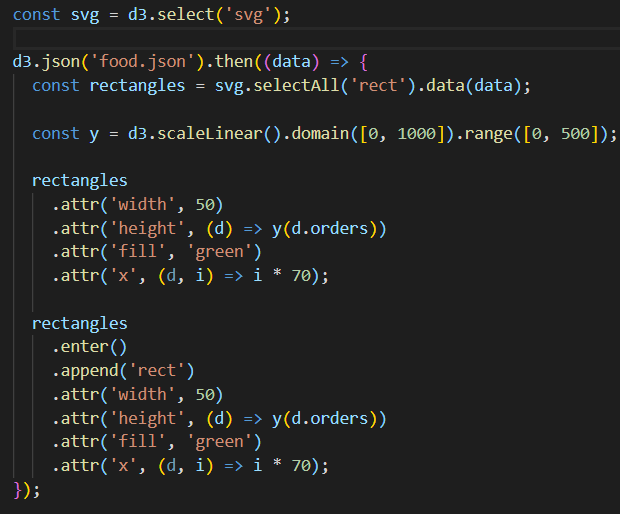 const svg = d3.select('svg');
d3.json('food.json').then((data) => {
const rectangles = svg.selectAll('rect').data(data);
const y = d3.scaleLinear().domain([0, 1000]).range([0, 500]);
rectangles
.attr('width', 50)
.attr('height', (d) => y(d.orders))
.attr('fill', 'green')
.attr('x', (d, i) => i * 70);
rectangles
.enter()
.append('rect')
.attr('width', 50)
.attr('height', (d) => y(d.orders))
.attr('fill', 'green')
.attr('x', (d, i) => i * 70);
});